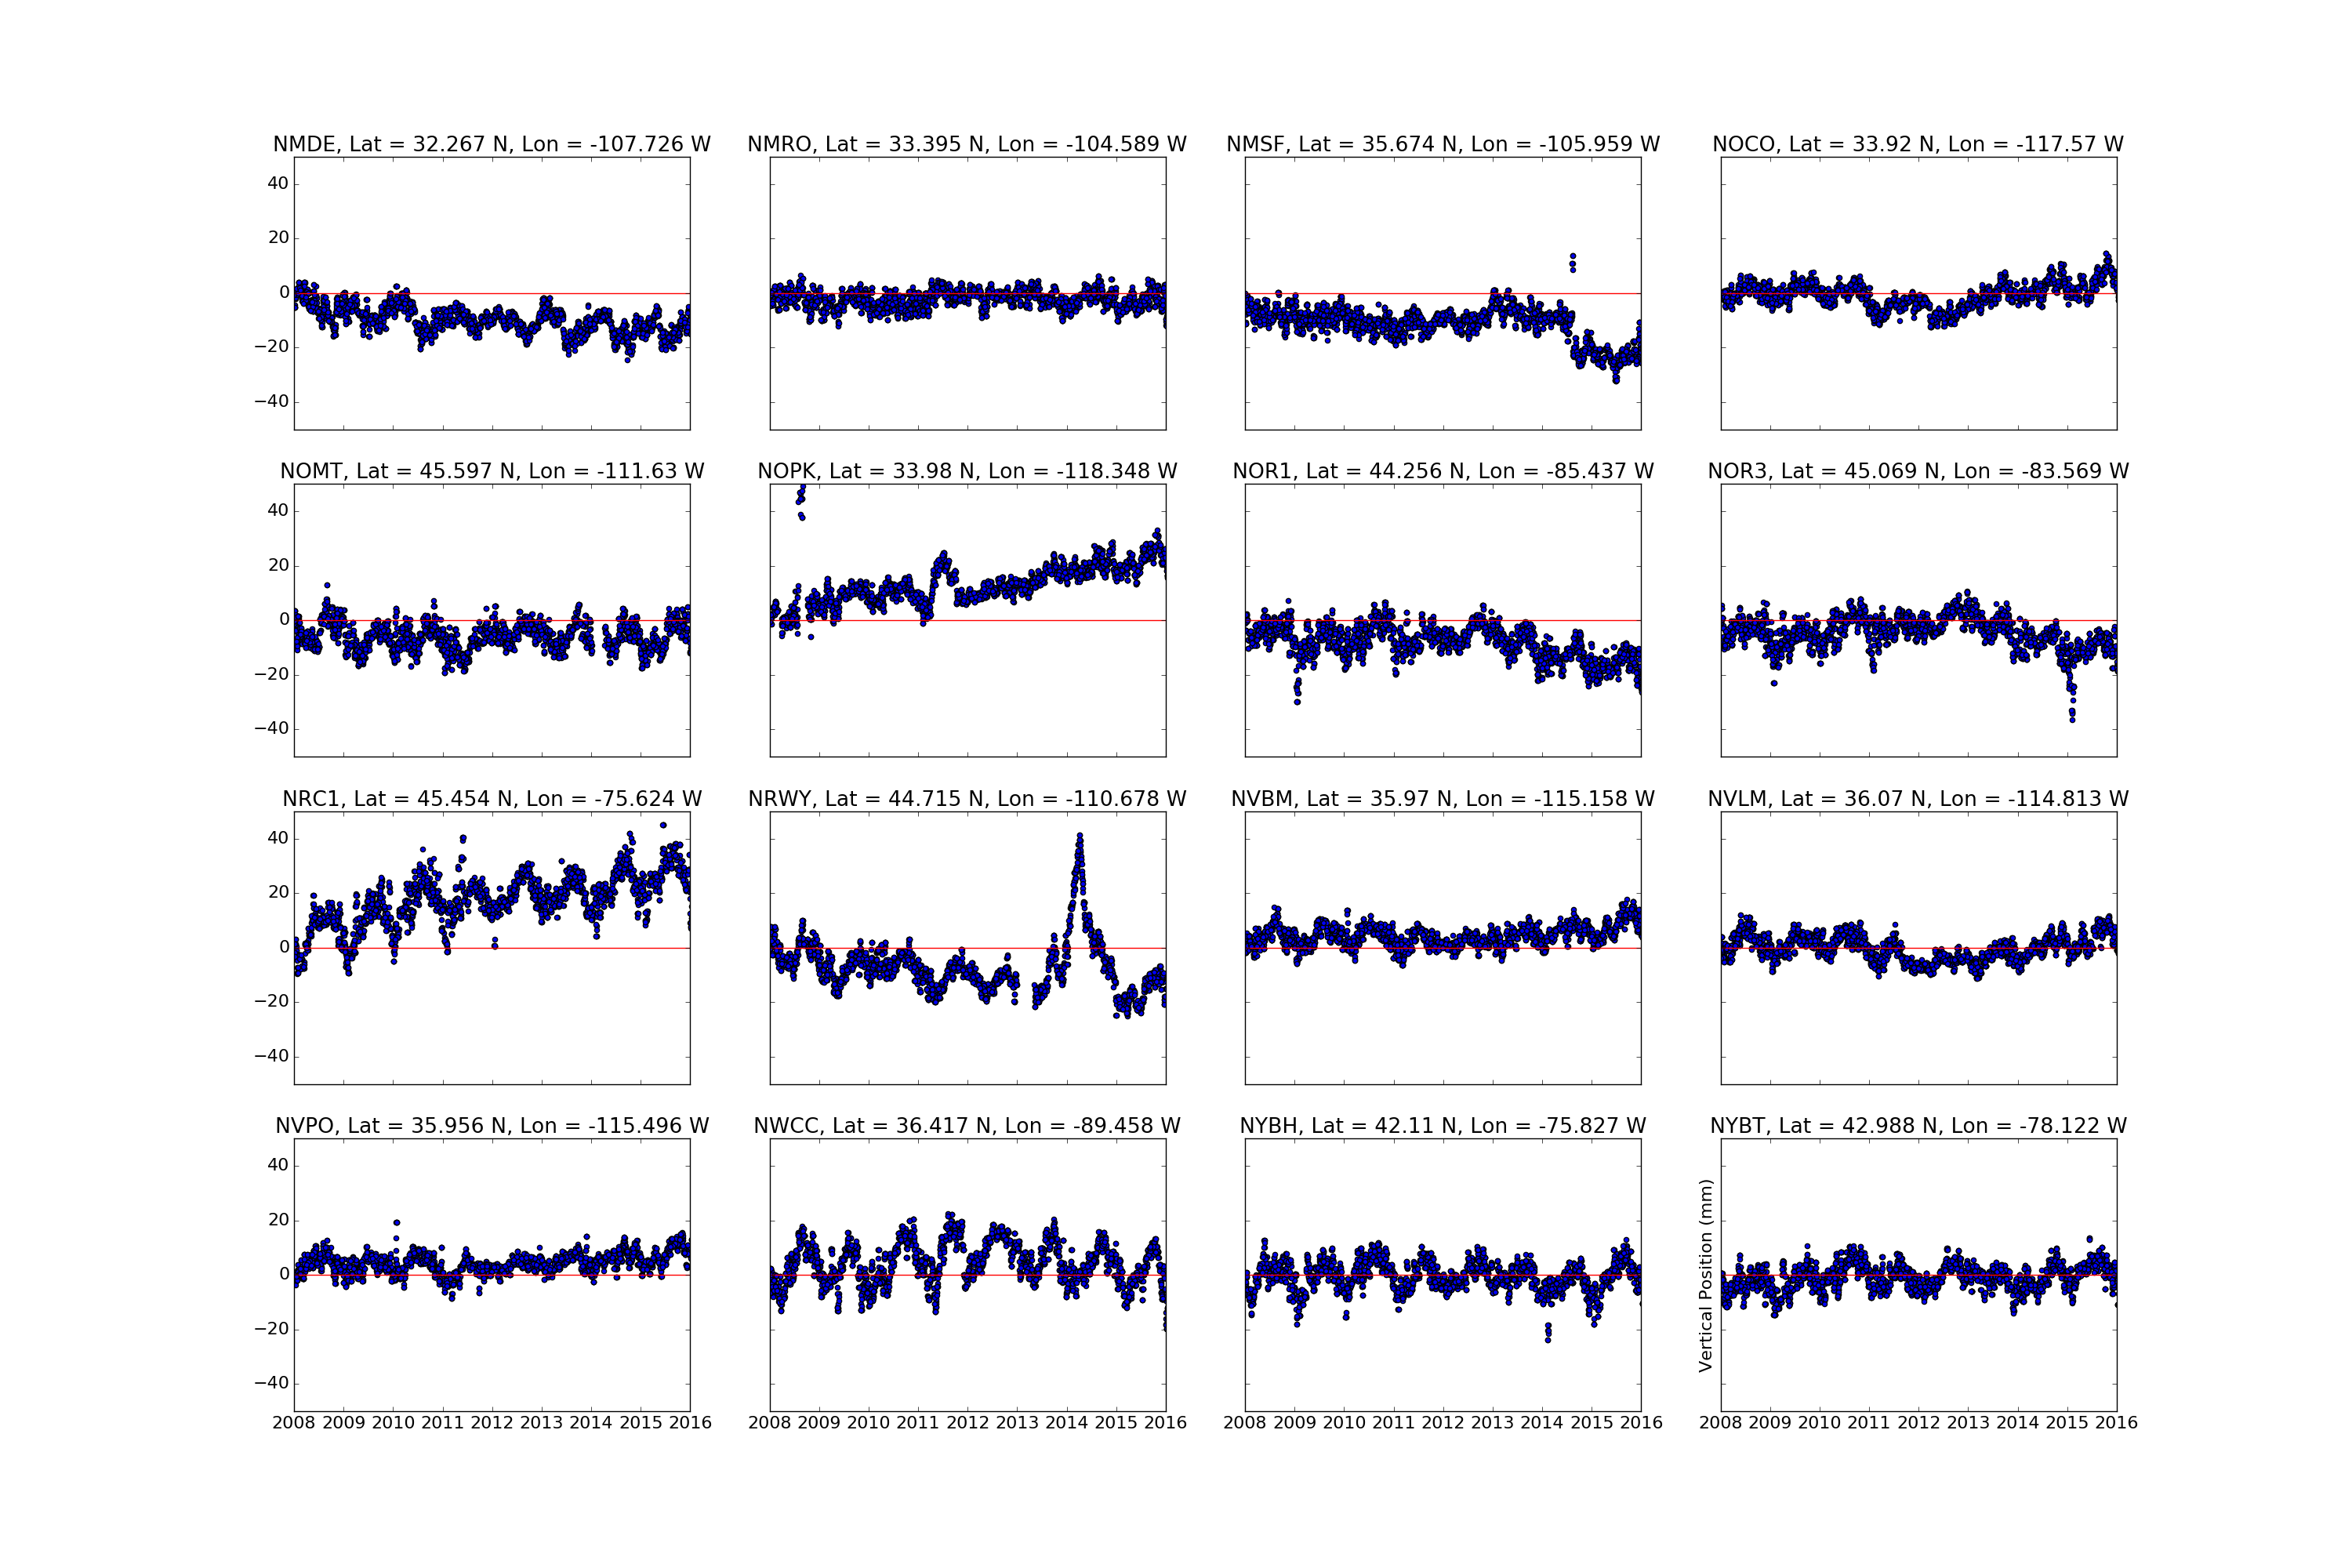 NMDE, Lat = 32.267 N, Lon = -107.726 W
NMRO, Lat = 33.395 N, Lon = -104.589 W
NMSF, Lat = 35.674 N, Lon = -105.959 W
NOCO, Lat = 33.92 N, Lon = -117.57 W
40
20
0
−20
−40
NOMT, Lat = 45.597 N, Lon = -111.63 W
NOPK, Lat = 33.98 N, Lon = -118.348 W
NOR1, Lat = 44.256 N, Lon = -85.437 W
NOR3, Lat = 45.069 N, Lon = -83.569 W
40
20
0
−20
−40
NRC1, Lat = 45.454 N, Lon = -75.624 W
NRWY, Lat = 44.715 N, Lon = -110.678 W
NVBM, Lat = 35.97 N, Lon = -115.158 W
NVLM, Lat = 36.07 N, Lon = -114.813 W
40
20
0
−20
−40
NVPO, Lat = 35.956 N, Lon = -115.496 W
NWCC, Lat = 36.417 N, Lon = -89.458 W
NYBH, Lat = 42.11 N, Lon = -75.827 W
NYBT, Lat = 42.988 N, Lon = -78.122 W
40
20
0
−20
−40
Vertical Position (mm)
2008 2009 2010 2011 2012 2013 2014 2015 2016
2008 2009 2010 2011 2012 2013 2014 2015 2016
2008 2009 2010 2011 2012 2013 2014 2015 2016
2008 2009 2010 2011 2012 2013 2014 2015 2016